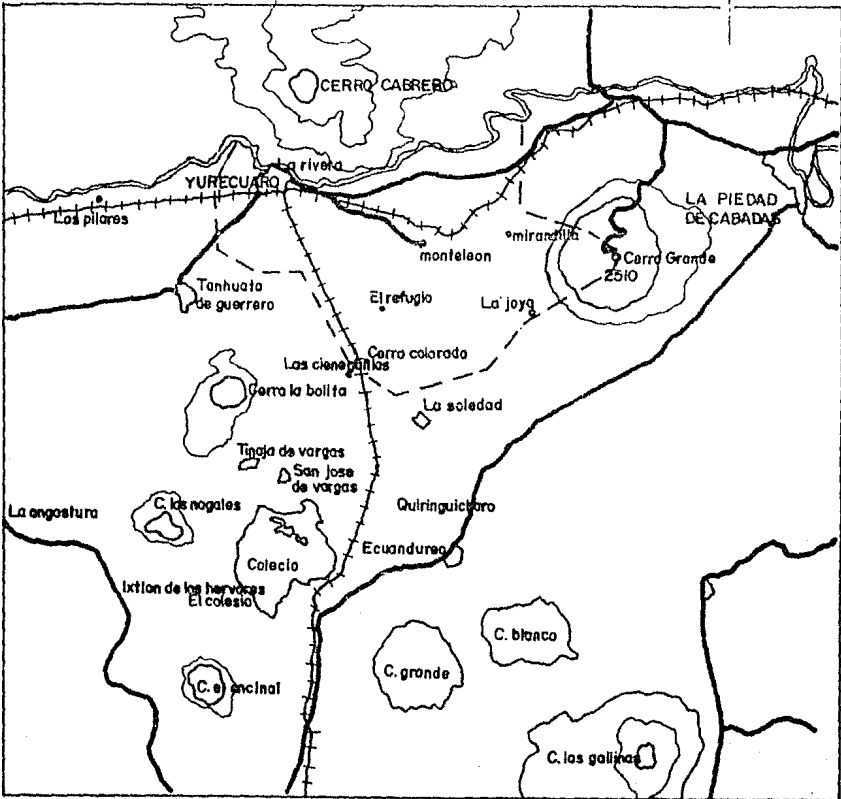 CERRO CABRERO
La rivera
YURECUARO
Los pilares
LA PIEDAD
DE CABADAS
mirandilla
monteleon
Cerro Grande
2510
Tanhuato
de guerrero
El refugio
La joya
Cerro colorado
Las cieneguillas
Cerro la bolita
La soledad
Tinaja de vargas
San jose
de vargas
C. los nogales
La angostura
Quiringuicharo
Ecuandureo
Colecio
Ixtlan de los hervores
El colesio
C. blanco
C. grande
C. el encinal
C. las gallinas